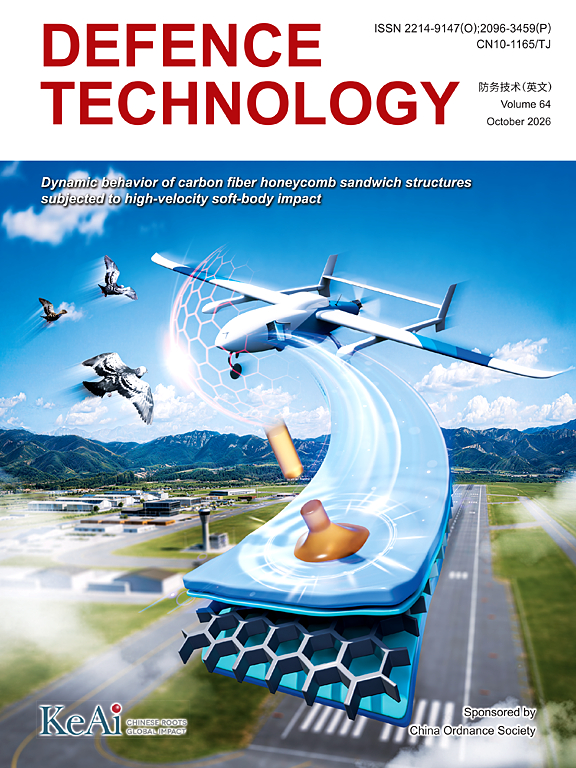 DEFENCE
TECHNOLOGY
ISSN 2214-9147(O);2096-3459(P)
CN10-1165/TJ
防务技术(英文)
Volume 64
October 2026
Dynamic behavior of carbon fiber honeycomb sandwich structures
subjected to high-velocity soft-body impact
KeAi
CHINESE ROOTS
GLOBAL IMPACT
Sponsored by
China Ordnance Society